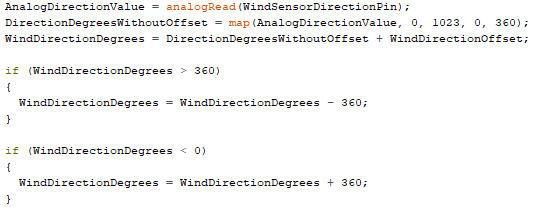 AnalogDirectionValue = analogRead(WindSensorDirectionPin);
DirectionDegreesWithoutOffset = map(AnalogDirectionValue, 0, 1023, 0, 360);
WindDirectionDegrees = DirectionDegreesWithoutOffset + WindDirectionOffset;

if (WindDirectionDegrees > 360)
{
  WindDirectionDegrees = WindDirectionDegrees - 360;
}

if (WindDirectionDegrees < 0)
{
  WindDirectionDegrees = WindDirectionDegrees + 360;
}